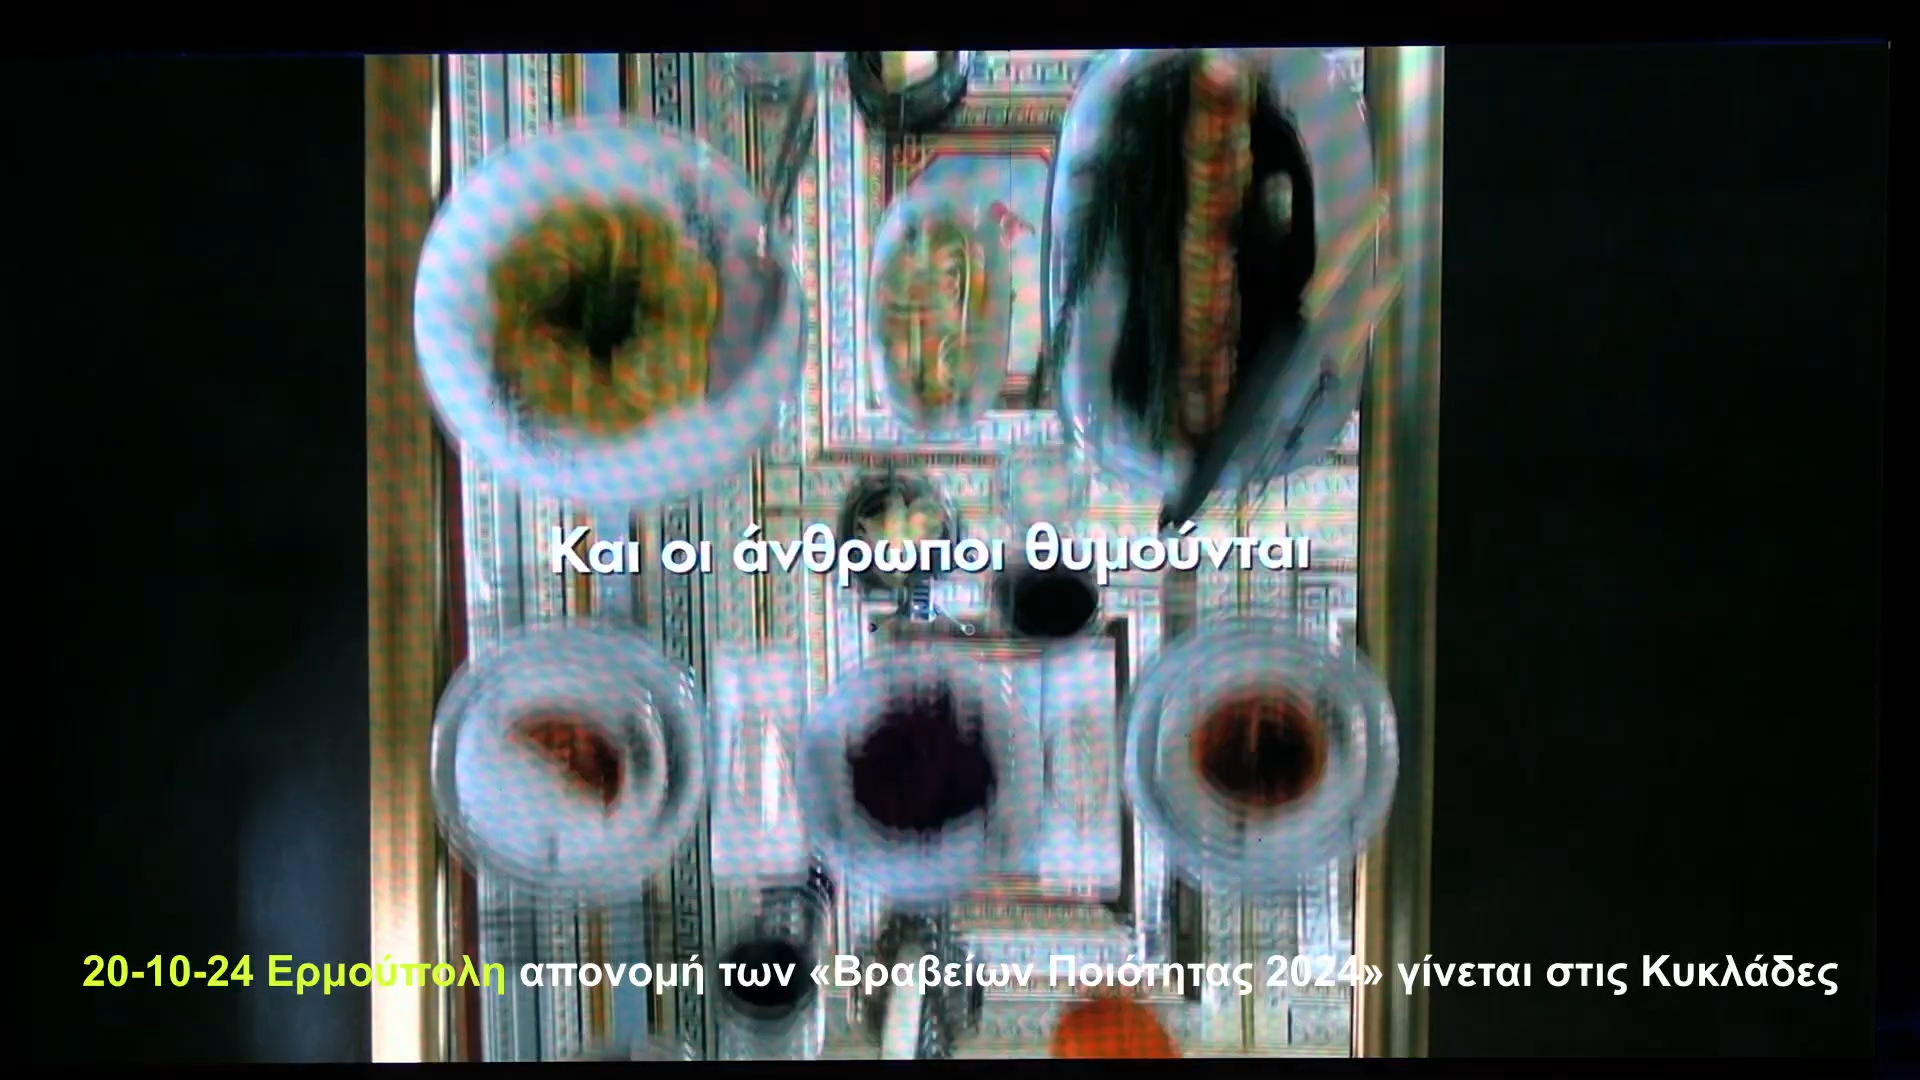 Και οι άνθρωποι θυμούνται
20-10-24 Ερμούπολη απονομή των «Βραβείων Ποιότητας 2024» γίνεται στις Κυκλάδες